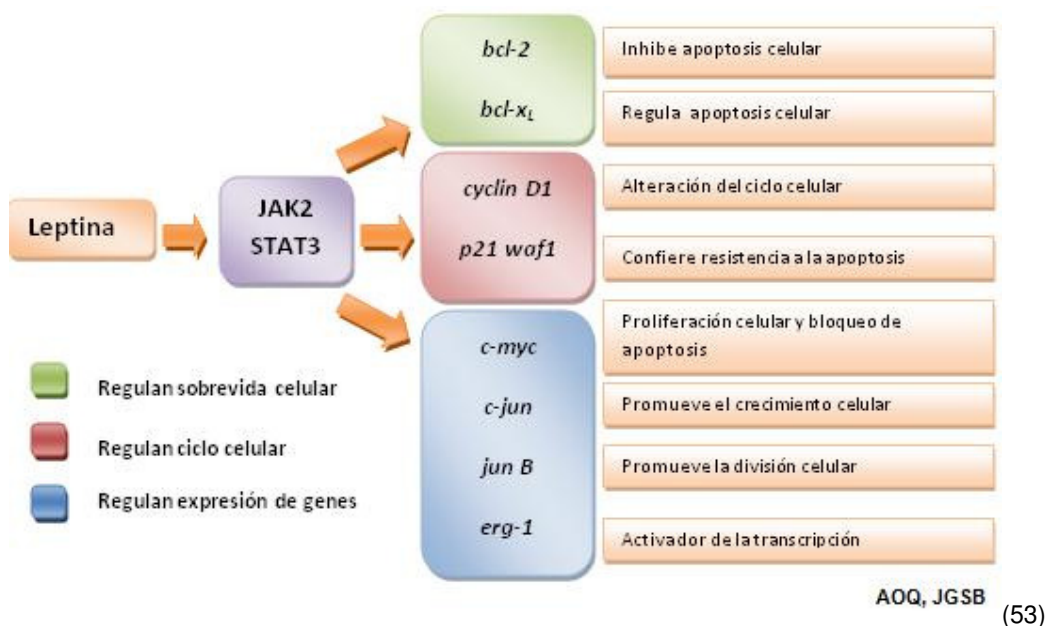 bcl-2
Inhibe apoptosis celular
bcl-xL
Regula apoptosis celular
Leptina
JAK2
STAT3
cyclin D1
Alteración del ciclo celular
p21 waf1
Confiere resistencia a la apoptosis
c-myc
Proliferación celular y bloqueo de
apoptosis
c-jun
Promueve el crecimiento celular
jun B
Promueve la división celular
erg-1
Activador de la transcripción
Regulan sobrevida celular
Regulan ciclo celular
Regulan expresión de genes
AOQ, JGSB
(53)